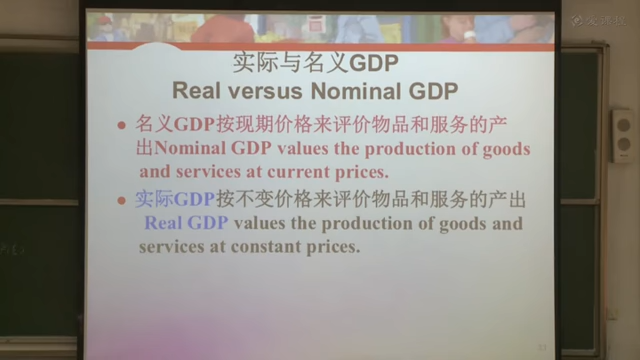 实际与名义GDP
Real versus Nominal GDP
名义GDP按现期价格来评价物品和服务的产
出Nominal GDP values the production of goods
and services at current prices.
实际GDP按不变价格来评价物品和服务的产出
Real GDP values the production of goods and
services at constant prices.
爱课程